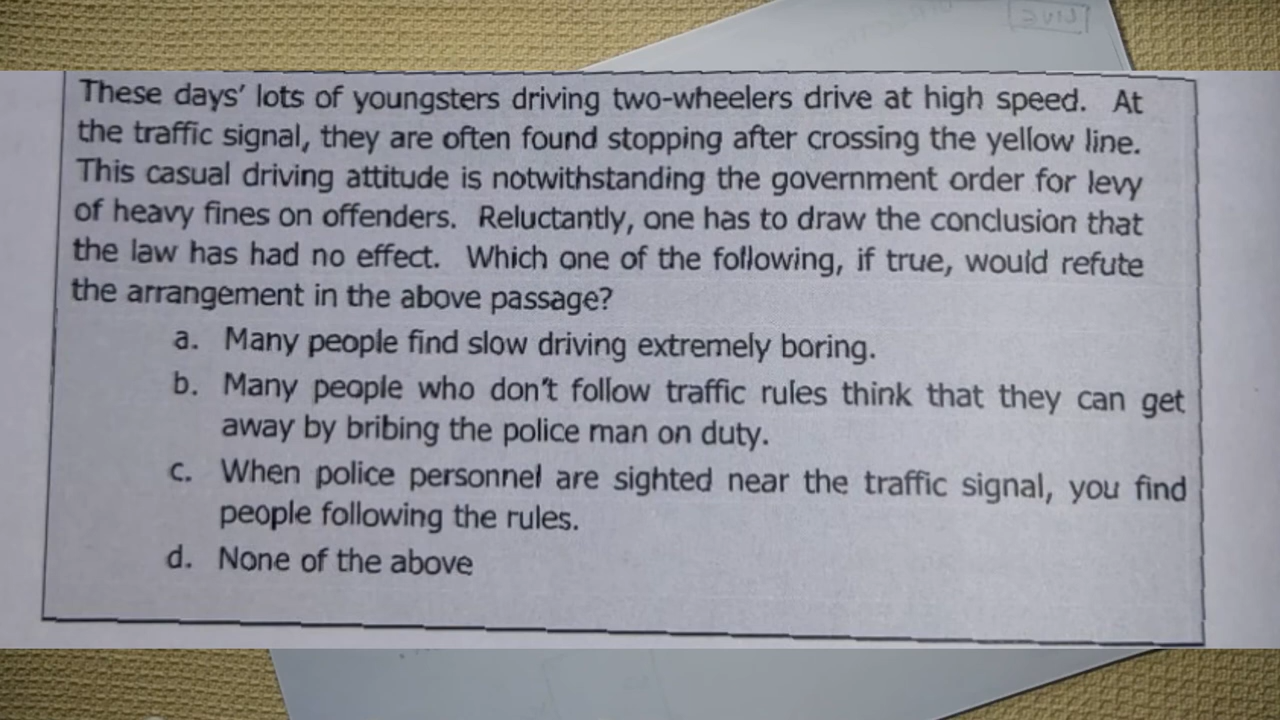 These days' lots of youngsters driving two-wheelers drive at high speed. At
the traffic signal, they are often found stopping after crossing the yellow line.
This casual driving attitude is notwithstanding the government order for levy
of heavy fines on offenders. Reluctantly, one has to draw the conclusion that
the law has had no effect. Which one of the following, if true, would refute
the arrangement in the above passage?
a. Many people find slow driving extremely boring.
b. Many people who don't follow traffic rules think that they can get
away by bribing the police man on duty.
c. When police personnel are sighted near the traffic signal, you find
people following the rules.
d. None of the above